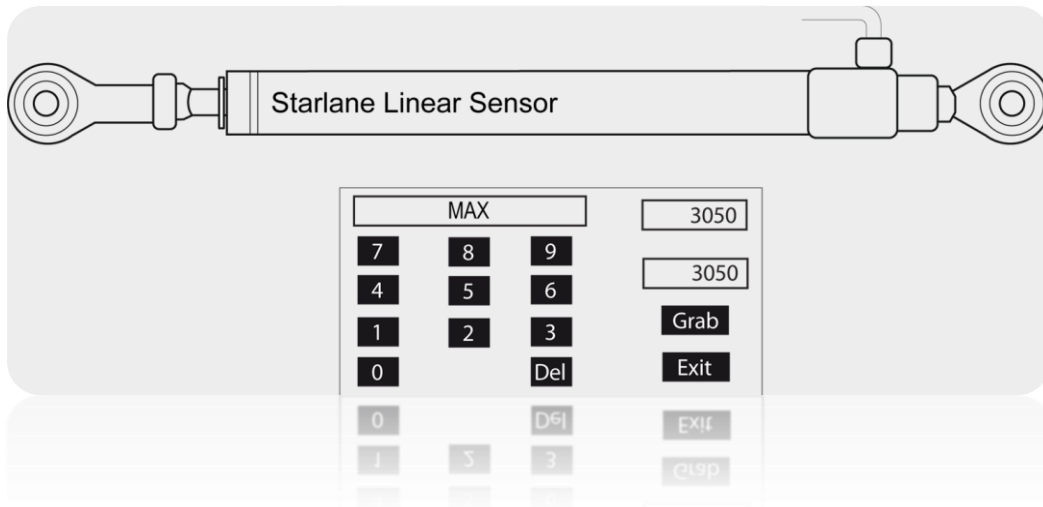 Starlane Linear Sensor
MAX 3050
7 8 9
3050
4 5 6
Grab
1 2 3
Exit
0 Del